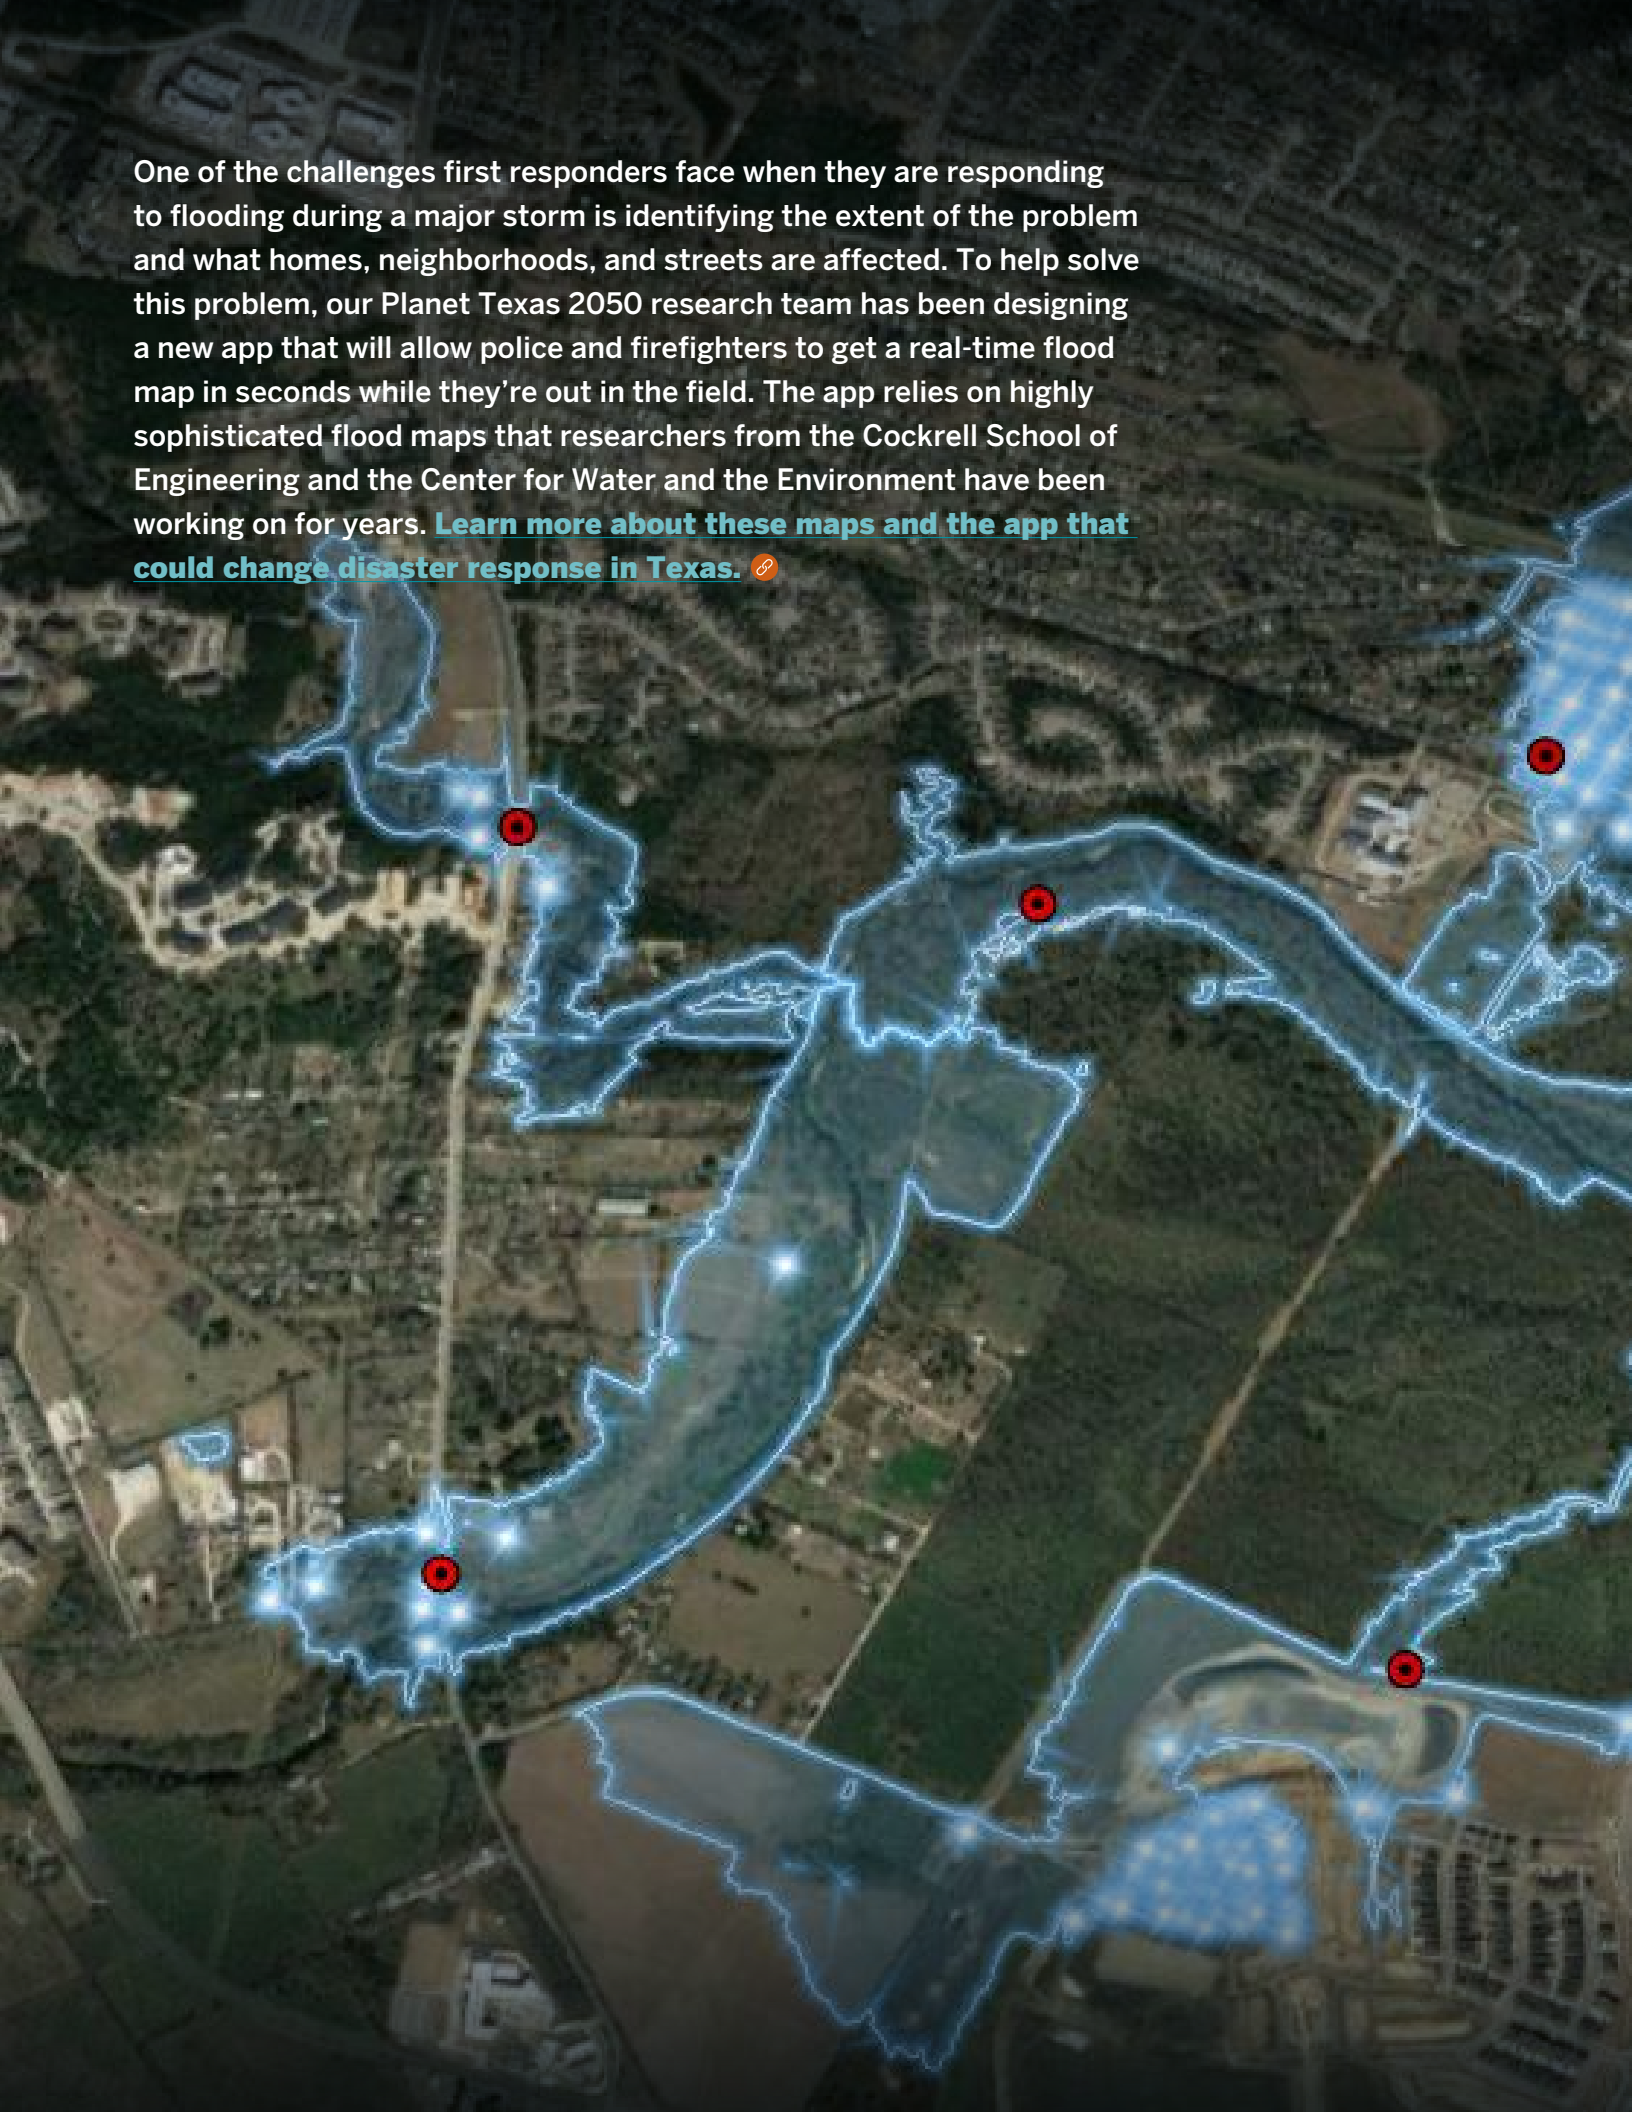 One of the challenges first responders face when they are responding
to flooding during a major storm is identifying the extent of the problem
and what homes, neighborhoods, and streets are affected. To help solve
this problem, our Planet Texas 2050 research team has been designing
a new app that will allow police and firefighters to get a real-time flood
map in seconds while they’re out in the field. The app relies on highly
sophisticated flood maps that researchers from the Cockrell School of
Engineering and the Center for Water and the Environment have been
working on for years. Learn more about these maps and the app that
could change disaster response in Texas.